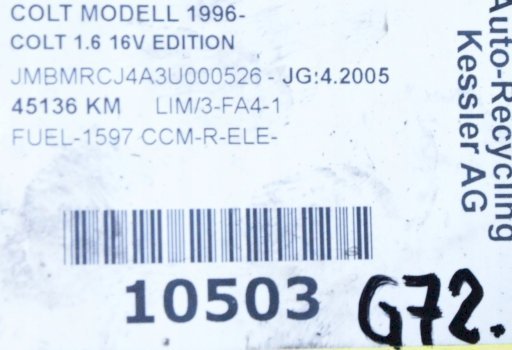 COLT MODELL 1996-
COLT 1.6 16V EDITION
JMBMRCJ4A3U000526 - JG:4.2005
45136 KM LIM/3-FA4-1
FUEL-1597 CCM-R-ELE-
10503
G72.
Auto-Recycling
Kessler AG